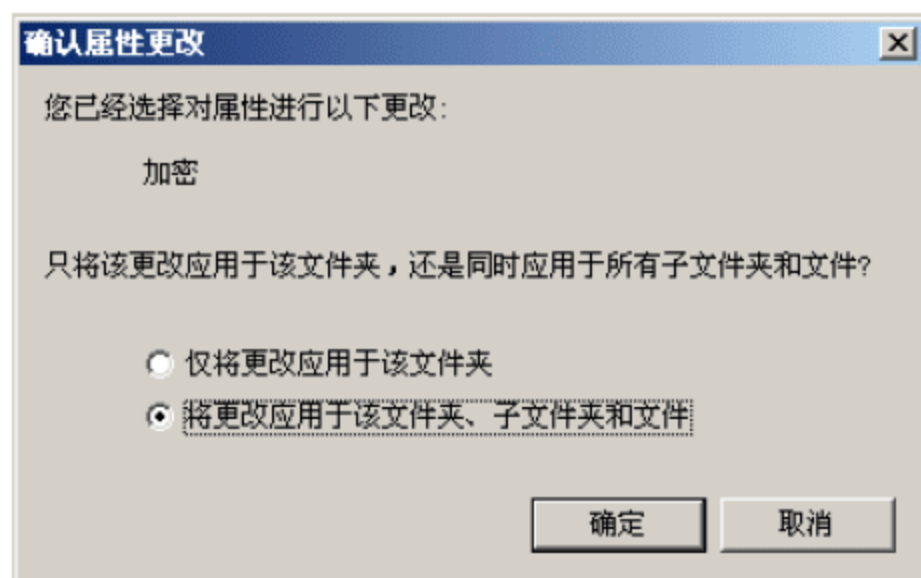 确认属性更改
您已经选择对属性进行以下更改:
加密
只将该更改应用于该文件夹，还是同时应用于所有子文件夹和文件?
仅将更改应用于该文件夹
将更改应用于该文件夹、子文件夹和文件
确定
取消